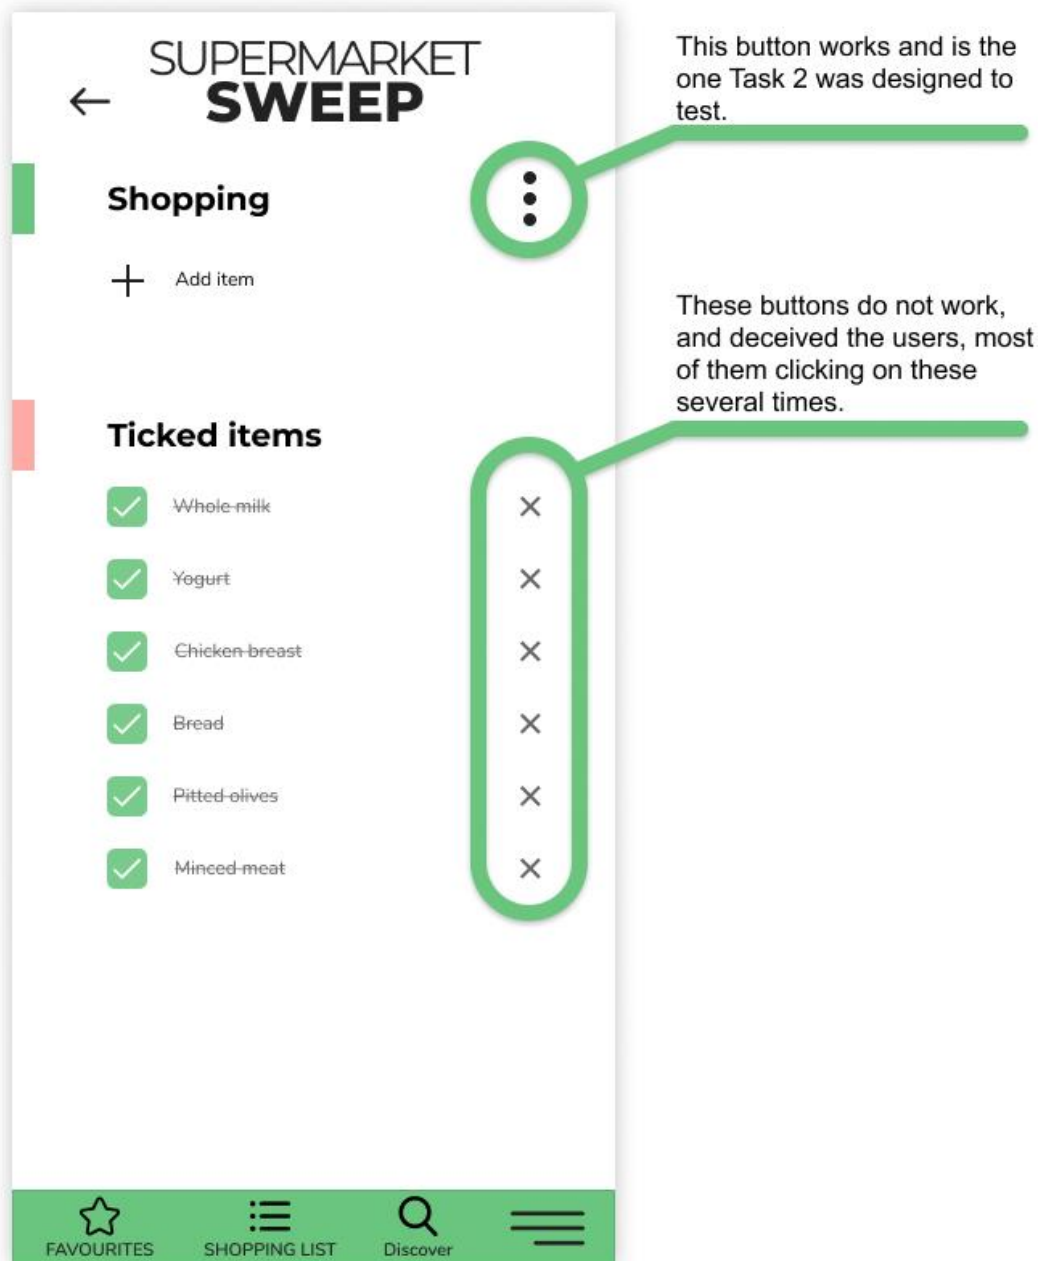 SUPERMARKET
SWEEP
This button works and is the
one Task 2 was designed to
test.
Shopping
Add item
These buttons do not work,
and deceived the users, most
of them clicking on these
several times.
Ticked items
Whole milk
Yogurt
Chicken breast
Bread
Pitted olives
Minced meat
FAVOURITES
SHOPPING LIST
Discover